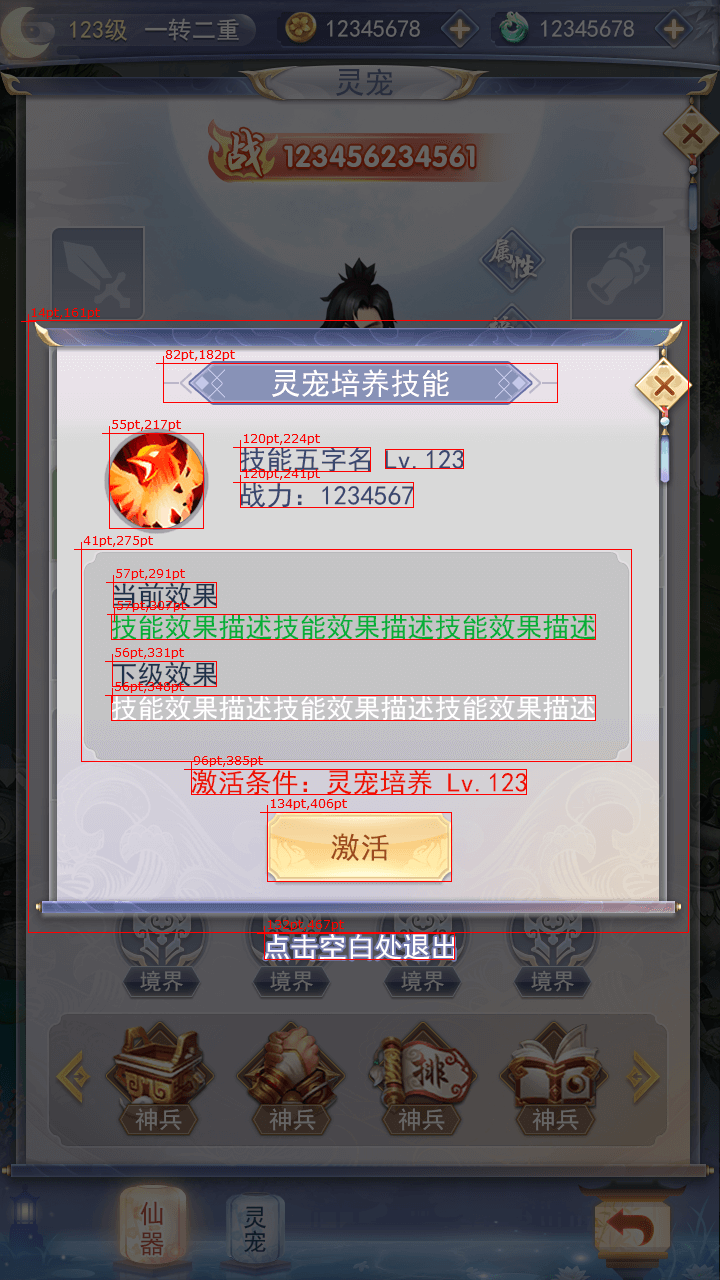 123级 一转二重 12345678 12345678
灵宠
战 123456234561
属性
14pt,161pt
82pt,182pt
灵宠培养技能
55pt,217pt
120pt,224pt
技能五字名 Lv.123
120pt,241pt
战力：1234567
41pt,275pt
57pt,291pt
当前效果
57pt,307pt
技能效果描述技能效果描述技能效果描述
56pt,331pt
下级效果
56pt,348pt
技能效果描述技能效果描述技能效果描述
96pt,385pt
激活条件：灵宠培养 Lv.123
134pt,406pt
激活
点击空白处退出
境界 境界 境界 境界
排
神兵 神兵 神兵 神兵
仙器 灵宠